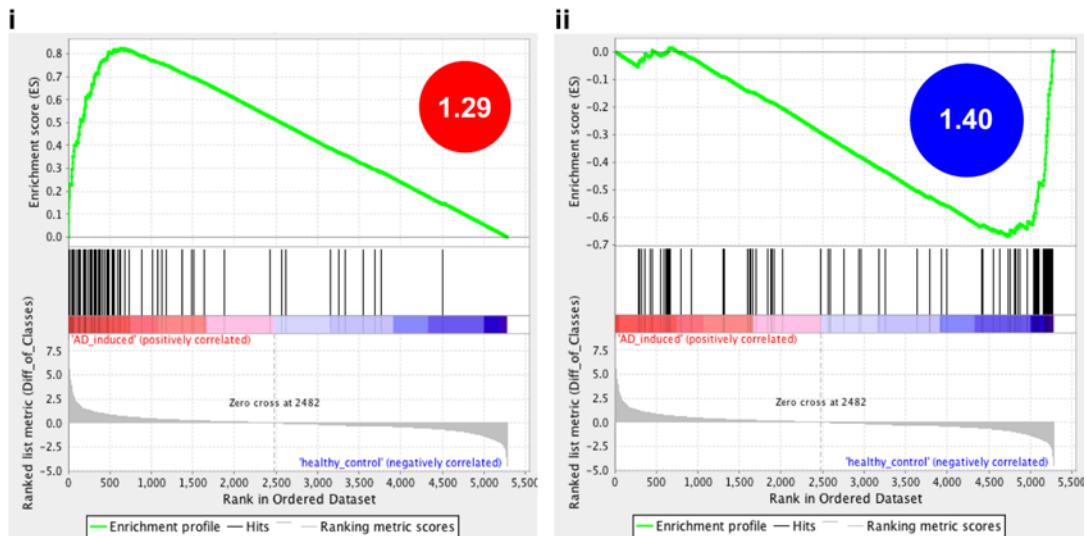 i
Enrichment score (ES)
0.8
0.7
0.6
0.5
0.4
0.3
0.2
0.1
0.0
1.29
'AD_induced' (positively correlated)
Ranked list metric (Diff_of_Classes)
7.5
5.0
2.5
0.0
-2.5
-5.0
Zero cross at 2482
'healthy_control' (negatively correlated)
0 500 1,000 1,500 2,000 2,500 3,000 3,500 4,000 4,500 5,000 5,500
Rank in Ordered Dataset
Enrichment profile Hits Ranking metric scores
ii
Enrichment score (ES)
0.0
-0.1
-0.2
-0.3
-0.4
-0.5
-0.6
-0.7
1.40
'AD_induced' (positively correlated)
Ranked list metric (Diff_of_Classes)
7.5
5.0
2.5
0.0
-2.5
-5.0
Zero cross at 2482
'healthy_control' (negatively correlated)
0 500 1,000 1,500 2,000 2,500 3,000 3,500 4,000 4,500 5,000 5,500
Rank in Ordered Dataset
Enrichment profile Hits Ranking metric scores